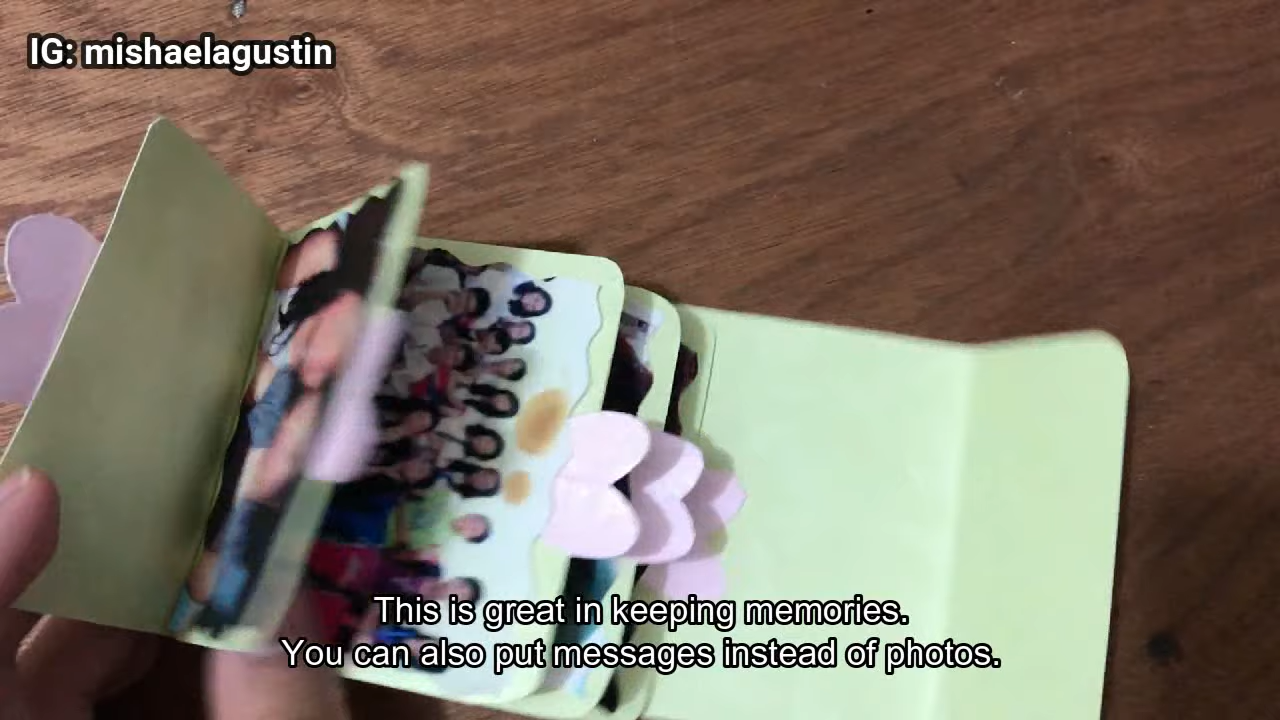 IG: mishaelagustin
This is great in keeping memories.
You can also put messages instead of photos.